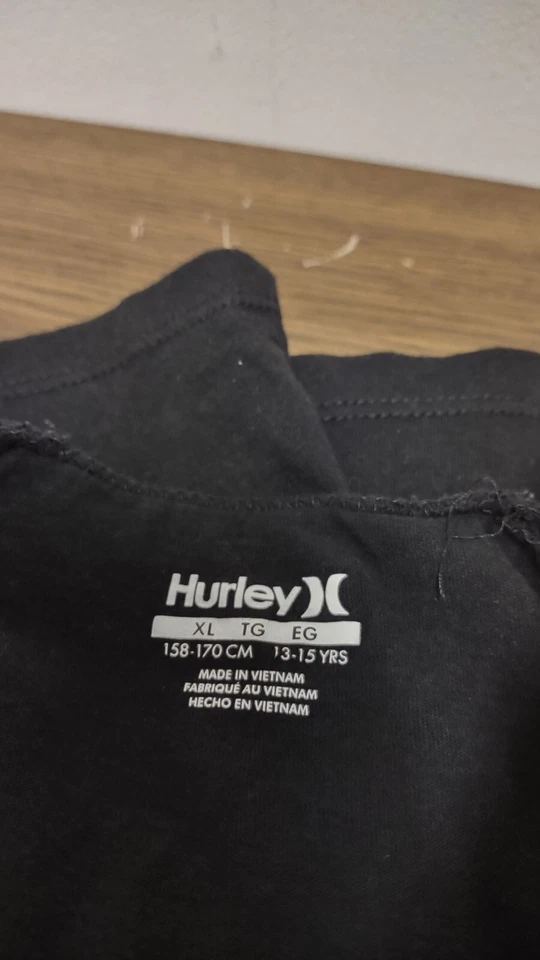 Hurley
XL TG EG
158-170 CM 13-15 YRS
MADE IN VIETNAM
FABRIQUÉ AU VIETNAM
HECHO EN VIETNAM